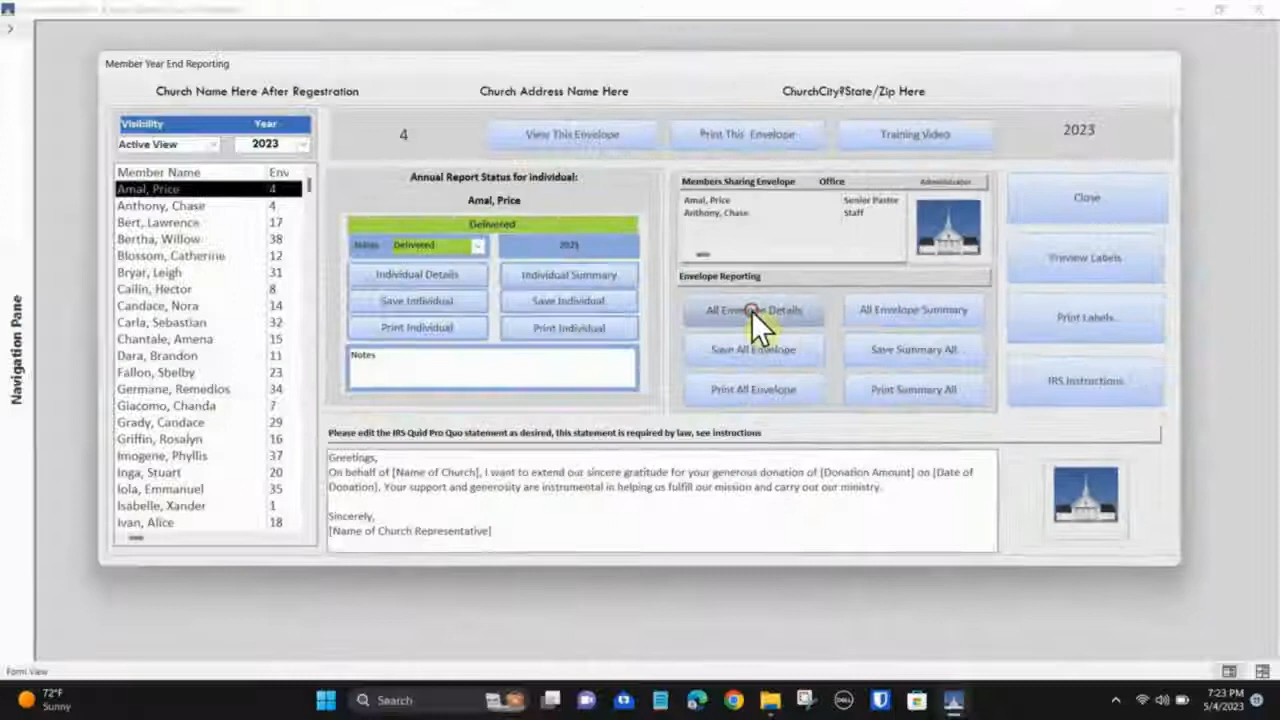 Member Year End Reporting
Church Name Here After Regestration
Church Address Name Here
ChurchCity?State/Zip Here
Visibility Year
Active View 2023
Member Name Env
Amal, Price 4
Anthony, Chase 4
Bert, Lawrence 17
Bertha, Willow 38
Blossom, Catherine 12
Bryar, Leigh 31
Cailin, Hector 8
Candace, Nora 14
Carla, Sebastian 32
Chantale, Amena 15
Dara, Brandon 11
Fallon, Shelby 23
Germane, Remedios 34
Giacomo, Chanda 7
Grady, Candace 29
Griffin, Rosalyn 16
Imogene, Phyllis 37
Inga, Stuart 20
Iola, Emmanuel 35
Isabelle, Xander 1
Ivan, Alice 18
4
View This Envelope
Print This Envelope
Training Video
2023
Annual Report Status for Individual:
Amal, Price
Delivered
Delivered
Individual Details
Individual Summary
Save Individual
Save Individual
Print Individual
Print Individual
Notes
Members Sharing Envelope Office Administrator
Amal, Price Senior Pastor
Anthony, Chase Staff
Envelope Reporting
All Envelope Details
All Envelope Summary
Save All Envelope
Save Summary All
Print All Envelope
Print Summary All
Close
Preview Labels
Print Labels
IRS Instructions
Please edit the IRS Quid Pro Quo statement as desired, this statement is required by law, see instructions
Greetings,
On behalf of [Name of Church], I want to extend our sincere gratitude for your generous donation of [Donation Amount] on [Date of
Donation]. Your support and generosity are instrumental in helping us fulfill our mission and carry out our ministry.
Sincerely,
[Name of Church Representative]
Navigation Pane
Form View
72°F
Sunny
Search
DELL
7:23 PM
5/4/2023